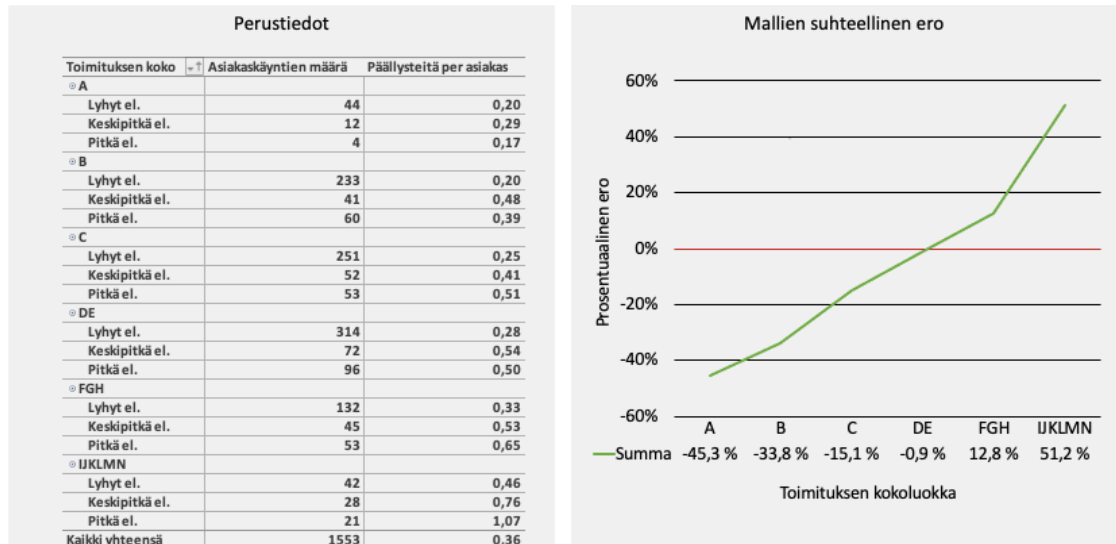 Perustiedot
Toimituksen koko Asiakaskäyntien määrä Päällysteitä per asiakas
A
Lyhyt el. 44 0,20
Keskipitkä el. 12 0,29
Pitkä el. 4 0,17
B
Lyhyt el. 233 0,20
Keskipitkä el. 41 0,48
Pitkä el. 60 0,39
C
Lyhyt el. 251 0,25
Keskipitkä el. 52 0,41
Pitkä el. 53 0,51
DE
Lyhyt el. 314 0,28
Keskipitkä el. 72 0,54
Pitkä el. 96 0,50
FGH
Lyhyt el. 132 0,33
Keskipitkä el. 45 0,53
Pitkä el. 53 0,65
IJKLMN
Lyhyt el. 42 0,46
Keskipitkä el. 28 0,76
Pitkä el. 21 1,07
Kaikki yhteensä 1553 0,36
Mallien suhteellinen ero
Prosentuaalinen ero
60%
40%
20%
0%
-20%
-40%
-60%
A B C DE FGH IJKLMN
Summa -45,3 % -33,8 % -15,1 % -0,9 % 12,8 % 51,2 %
Toimituksen kokoluokka